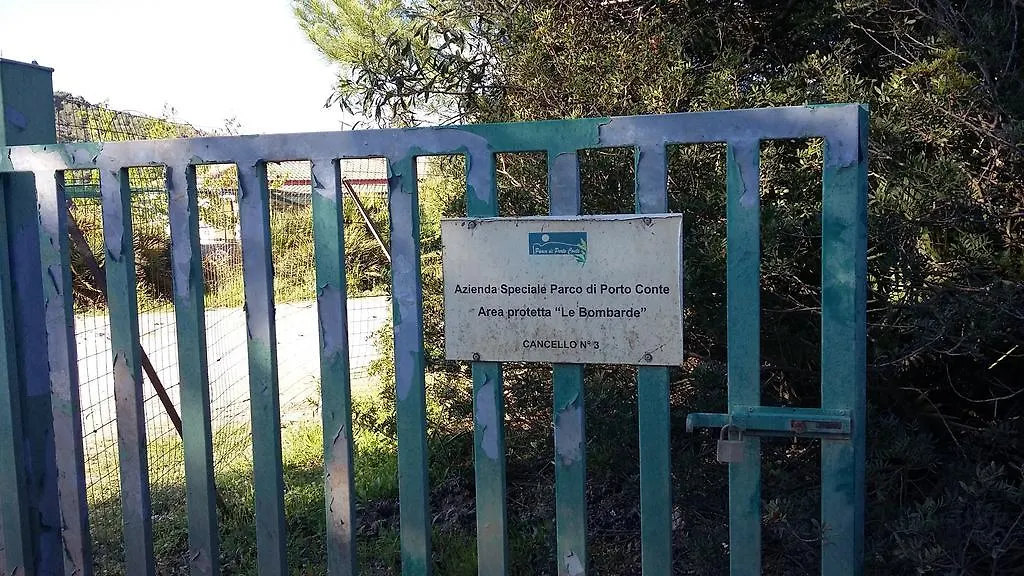 Parco di Porto Conte
Azienda Speciale Parco di Porto Conte
Area protetta "Le Bombarde"
CANCELLO N° 3